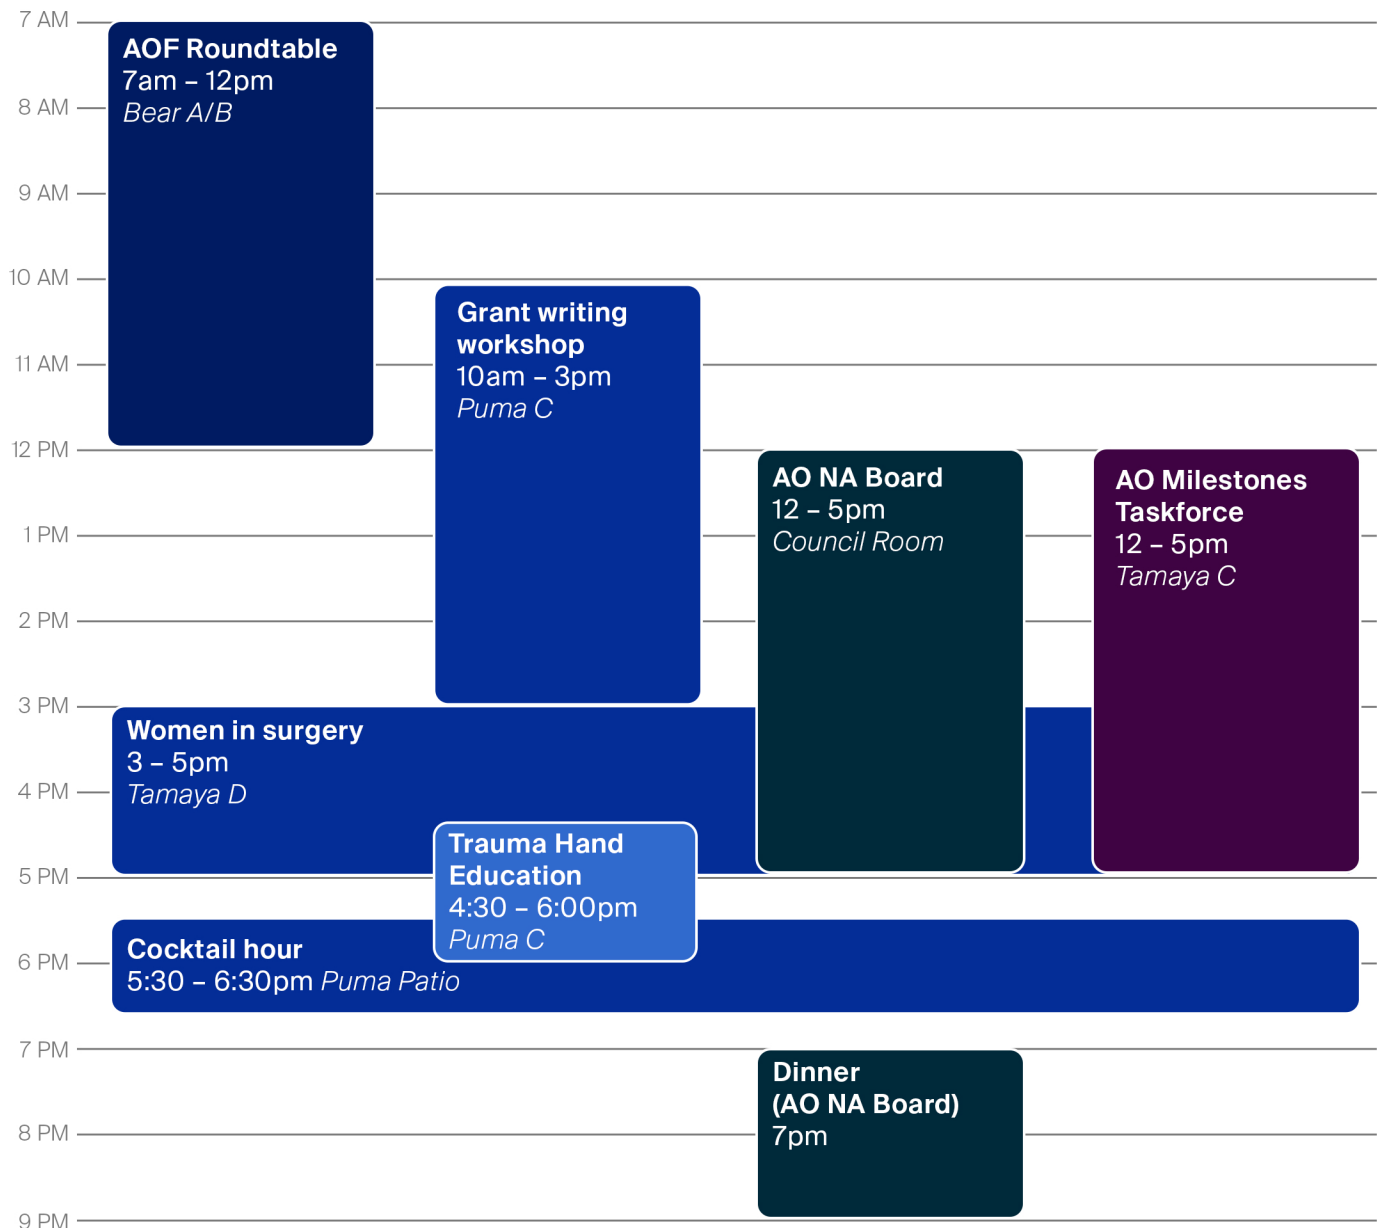 7 AM
AOF Roundtable
7am – 12pm
Bear A/B
8 AM
9 AM
10 AM
Grant writing
workshop
10am – 3pm
Puma C
11 AM
12 PM
AO NA Board
12 – 5pm
Council Room
AO Milestones
Taskforce
12 – 5pm
Tamaya C
1 PM
2 PM
3 PM
Women in surgery
3 – 5pm
Tamaya D
4 PM
Trauma Hand
Education
4:30 – 6:00pm
Puma C
5 PM
Cocktail hour
5:30 – 6:30pm Puma Patio
6 PM
7 PM
Dinner
(AO NA Board)
7pm
8 PM
9 PM